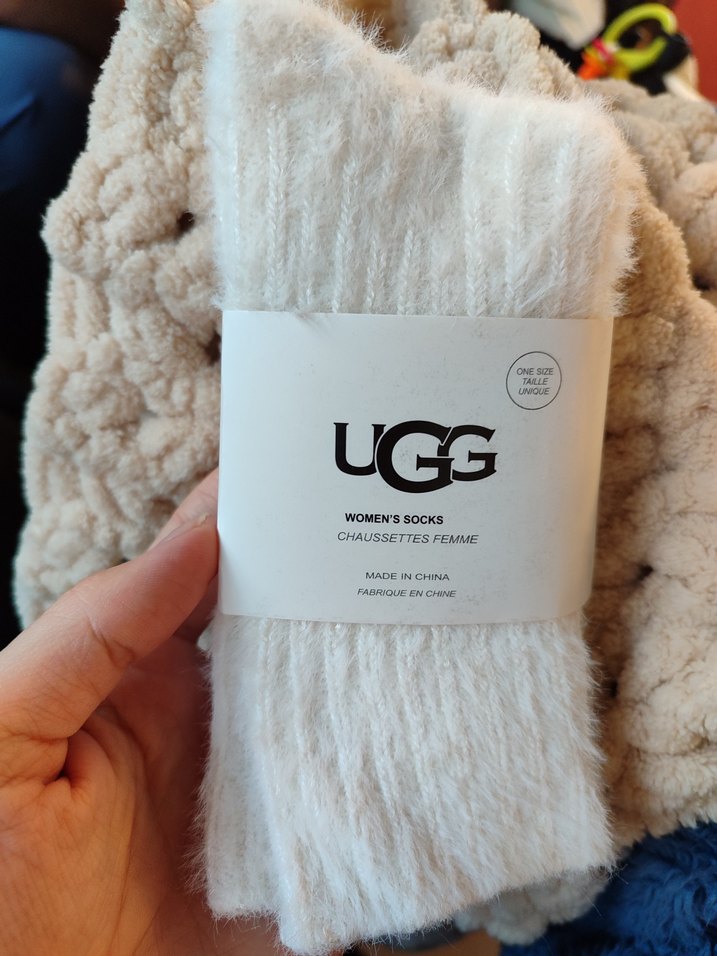 ONE SIZE
TAILLE
UNIQUE
UGG
WOMEN'S SOCKS
CHAUSSETTES FEMME
MADE IN CHINA
FABRIQUE EN CHINE